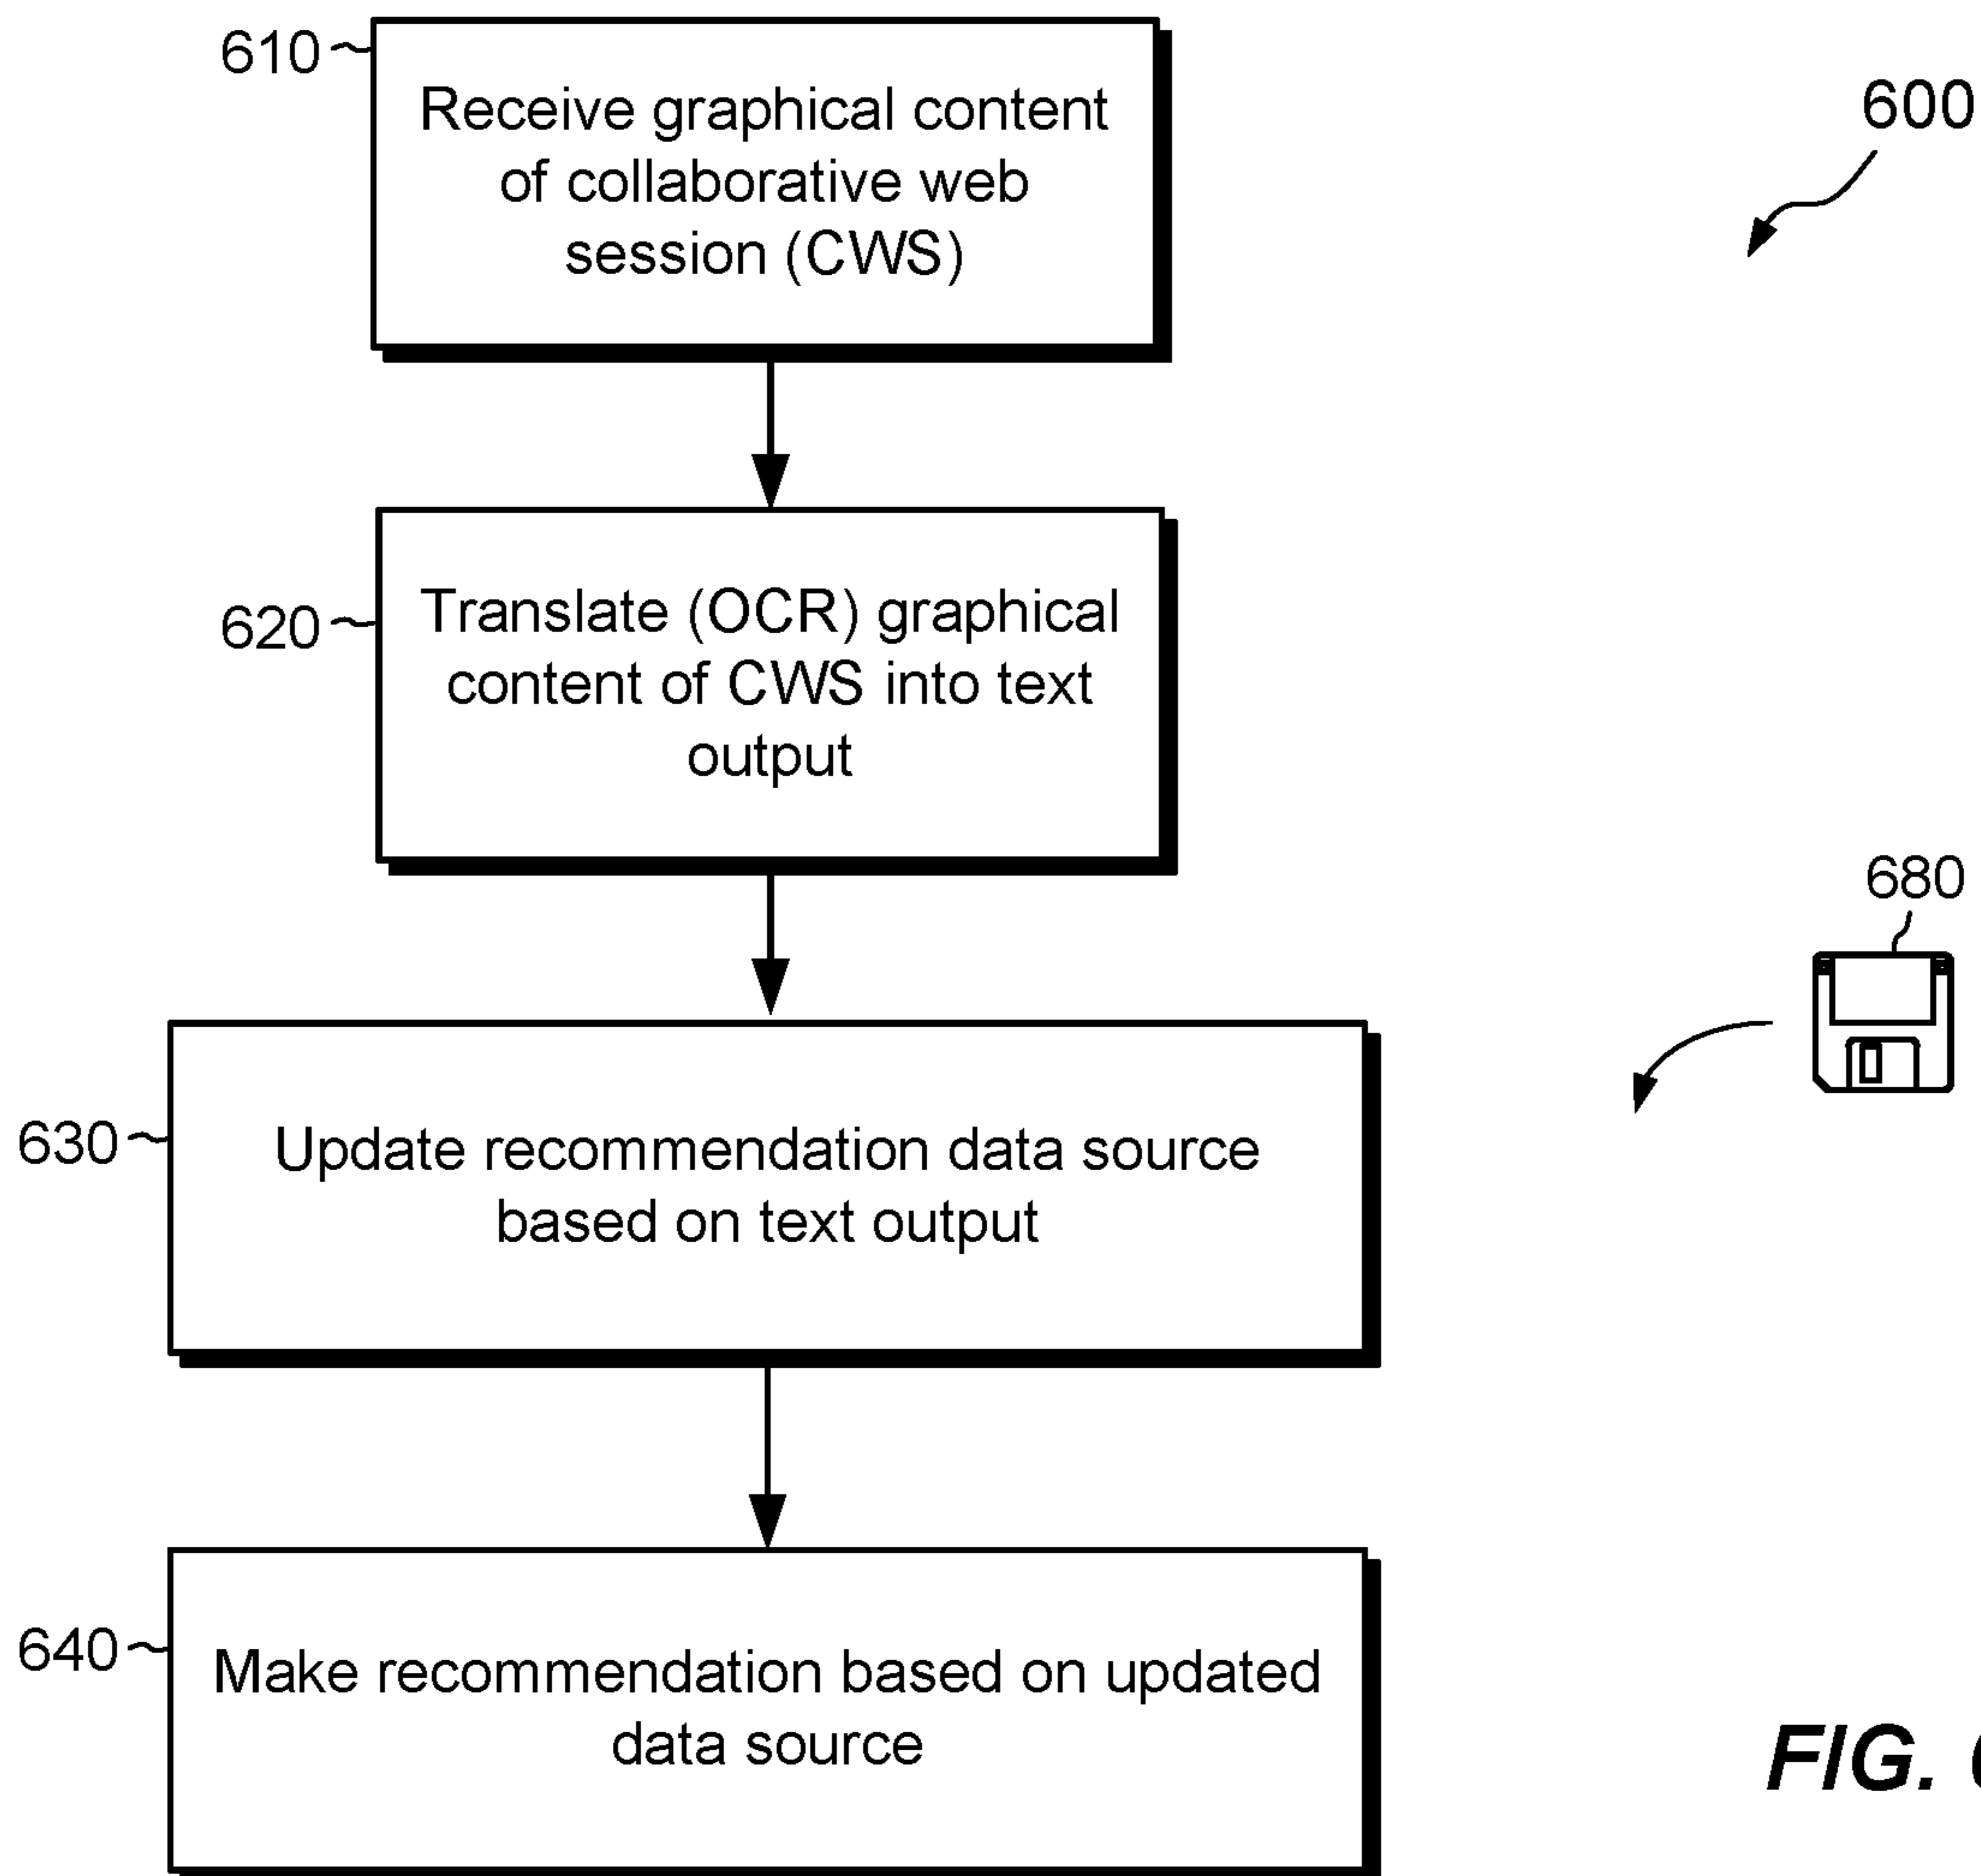 610
Receive graphical content
of collaborative web
session (CWS)
600
620
Translate (OCR) graphical
content of CWS into text
output
680
630
Update recommendation data source
based on text output
640
Make recommendation based on updated
data source
FIG.